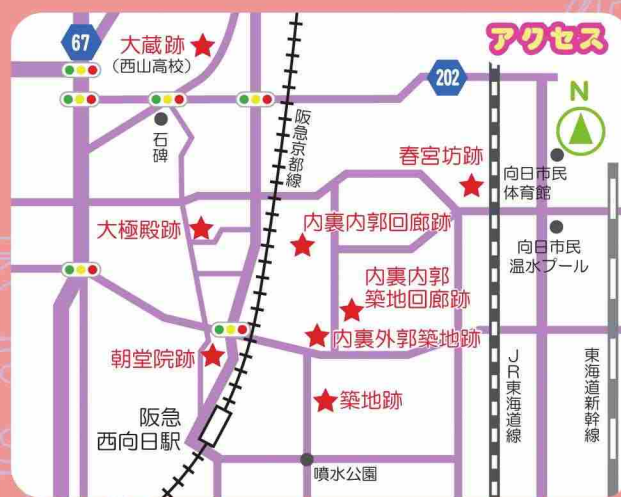 アクセス
67
大蔵跡
(西山高校)
202
N
石碑
阪急京都線
春宮坊跡
向日市民
体育館
大極殿跡
内裏内郭回廊跡
向日市民
温水プール
内裏内郭
築地回廊跡
内裏外郭築地跡
朝堂院跡
JR東海道線
東海道新幹線
築地跡
阪急
西向日駅
噴水公園